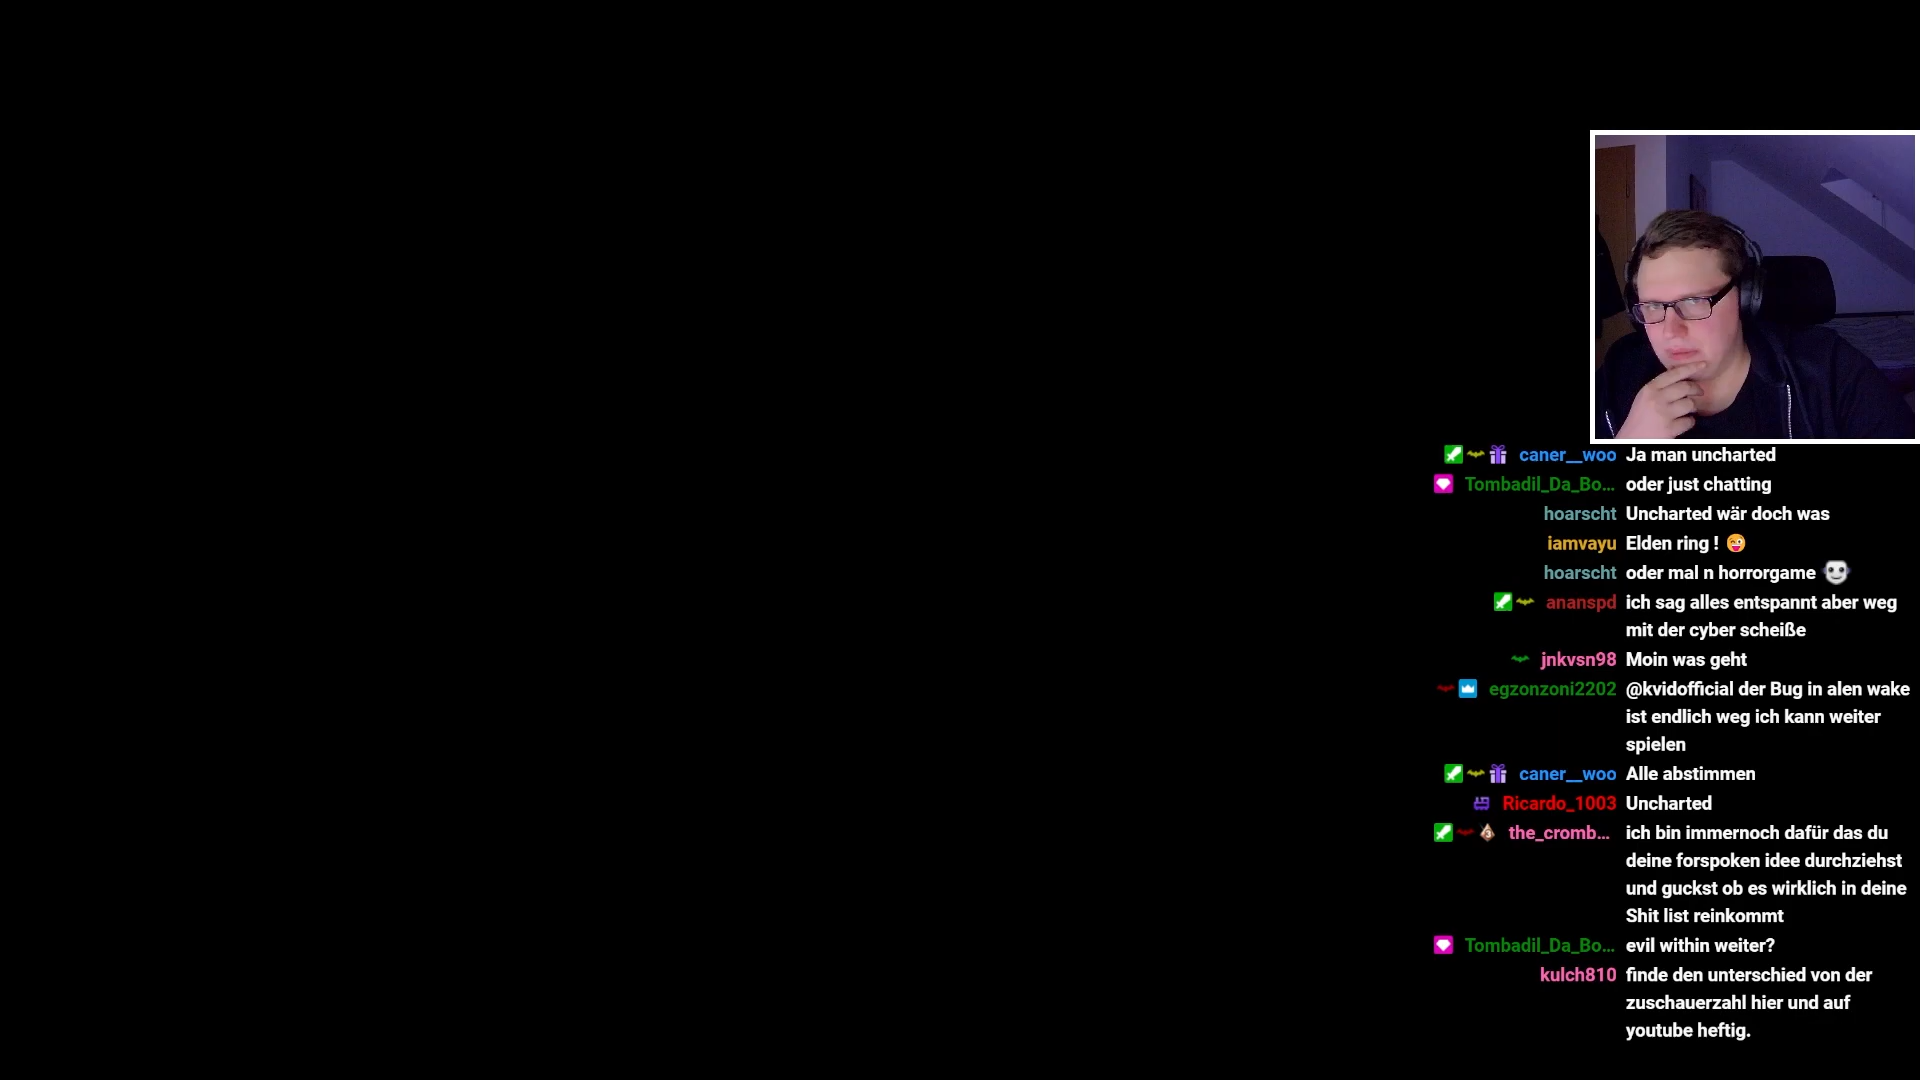 caner__woo Ja man uncharted
Tombadil_Da_Bo... oder just chatting
hoarscht Uncharted wär doch was
iamvayu Elden ring !
hoarscht oder mal n horrorgame
ananspd ich sag alles entspannt aber weg
mit der cyber scheiße
jnkvsn98 Moin was geht
egzonzoni2202 @kvidofficial der Bug in alen wake
ist endlich weg ich kann weiter
spielen
caner__woo Alle abstimmen
Ricardo_1003 Uncharted
the_cromb... ich bin immernoch dafür das du
deine forspoken idee durchziehst
und guckst ob es wirklich in deine
Shit list reinkommt
Tombadil_Da_Bo... evil within weiter?
kulch810 finde den unterschied von der
zuschauerzahl hier und auf
youtube heftig.